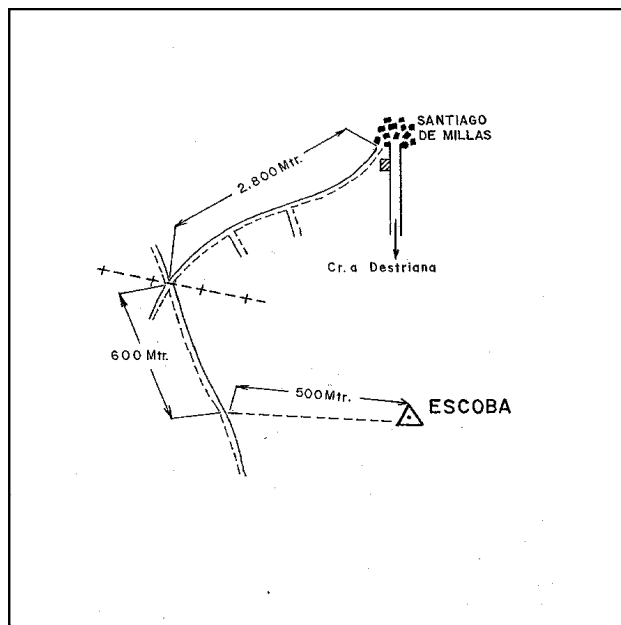 SANTIAGO
DE MILLAS
2.800 Mtr.
Cr. a Destriana
600 Mtr.
500 Mtr.
ESCOBA